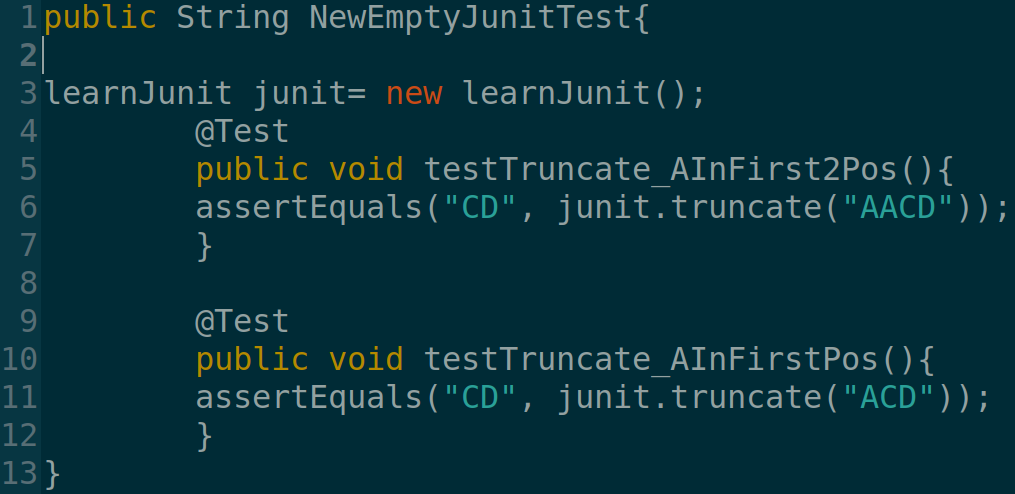 1 public String NewEmptyJunitTest{
2
3 learnJunit junit= new learnJunit();
4         @Test
5         public void testTruncate_AInFirst2Pos(){
6         assertEquals("CD", junit.truncate("AACD"));
7         }
8
9         @Test
10         public void testTruncate_AInFirstPos(){
11         assertEquals("CD", junit.truncate("ACD"));
12         }
13 }